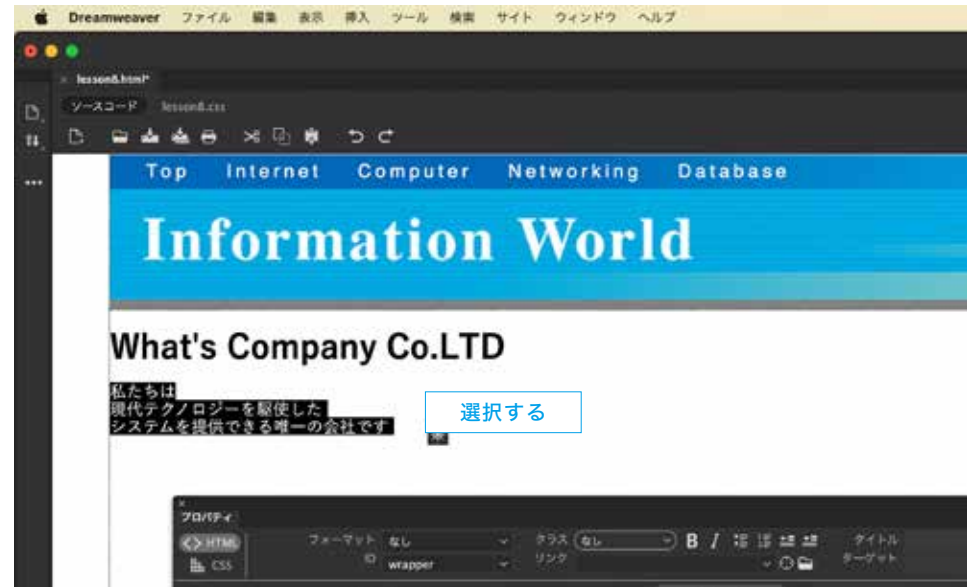 Dreamweaver ファイル 編集 表示 挿入 ツール 検索 サイト ウィンドウ ヘルプ
× lesson8.html*
ソースコード lesson8.css
Top Internet Computer Networking Database
Information World
What's Company Co.LTD
私たちは
現代テクノロジーを駆使した
システムを提供できる唯一の会社です
選択する
×
プロパティ
<> HTML フォーマット なし クラス なし B I タイトル
CSS ID wrapper リンク ターゲット